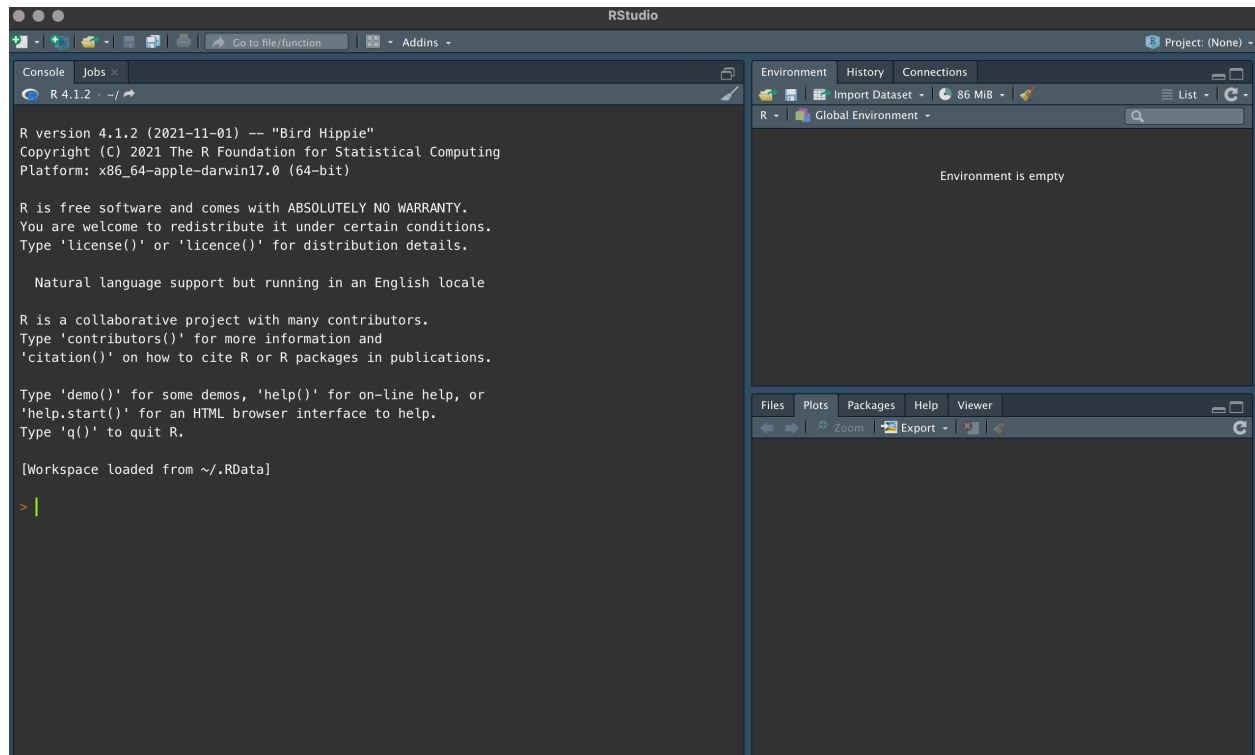 RStudio
Go to file/function
Addins
Project: (None)
Console Jobs
R 4.1.2 · ~/
R version 4.1.2 (2021-11-01) -- "Bird Hippie"
Copyright (C) 2021 The R Foundation for Statistical Computing
Platform: x86_64-apple-darwin17.0 (64-bit)
R is free software and comes with ABSOLUTELY NO WARRANTY.
You are welcome to redistribute it under certain conditions.
Type 'license()' or 'licence()' for distribution details.
Natural language support but running in an English locale
R is a collaborative project with many contributors.
Type 'contributors()' for more information and
'citation()' on how to cite R or R packages in publications.
Type 'demo()' for some demos, 'help()' for on-line help, or
'help.start()' for an HTML browser interface to help.
Type 'q()' to quit R.
[Workspace loaded from ~/.RData]
>
Environment History Connections
Import Dataset 86 MiB List
R Global Environment
Environment is empty
Files Plots Packages Help Viewer
Zoom Export